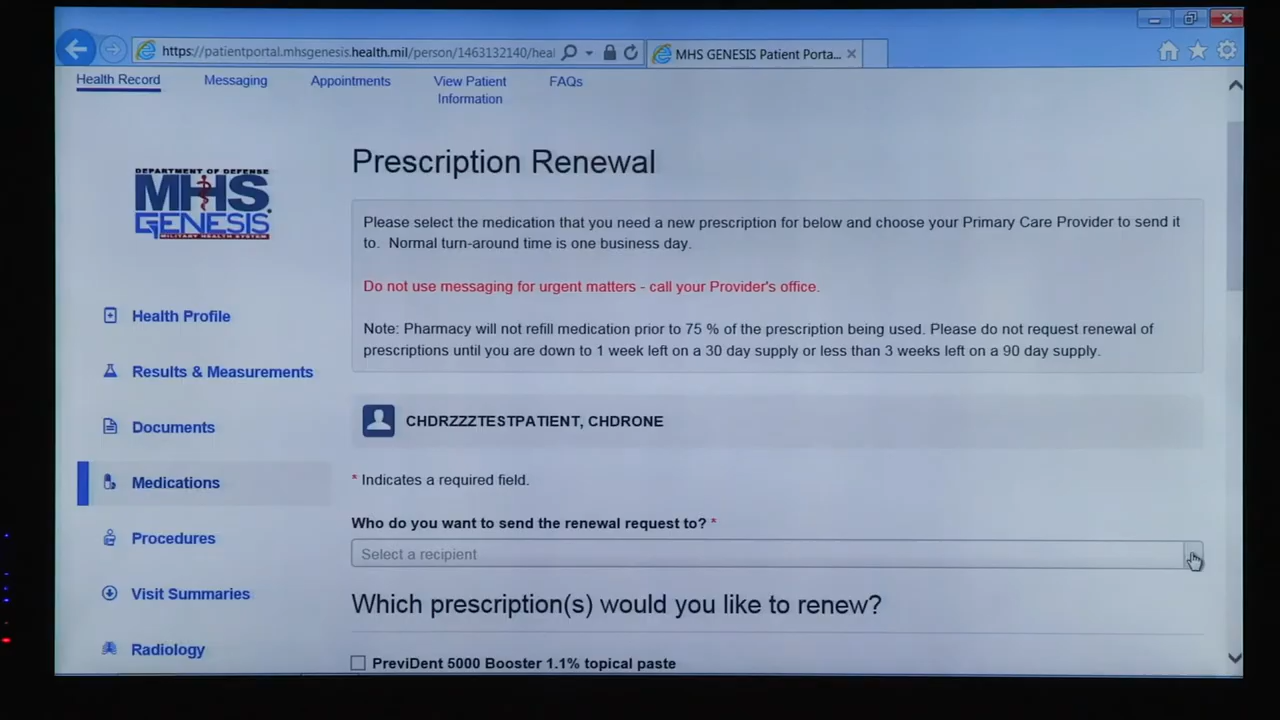 https://patientportal.mhsgenesis.health.mil/person/1463132140/heal
MHS GENESIS Patient Porta...
Health Record
Messaging
Appointments
View Patient
Information
FAQs
DEPARTMENT OF DEFENSE
MHS
GENESIS
MILITARY HEALTH SYSTEM
Health Profile
Results & Measurements
Documents
Medications
Procedures
Visit Summaries
Radiology
Prescription Renewal
Please select the medication that you need a new prescription for below and choose your Primary Care Provider to send it
to. Normal turn-around time is one business day.
Do not use messaging for urgent matters - call your Provider's office.
Note: Pharmacy will not refill medication prior to 75 % of the prescription being used. Please do not request renewal of
prescriptions until you are down to 1 week left on a 30 day supply or less than 3 weeks left on a 90 day supply.
CHDRZZZTESTPATIENT, CHDRONE
* Indicates a required field.
Who do you want to send the renewal request to? *
Select a recipient
Which prescription(s) would you like to renew?
PreviDent 5000 Booster 1.1% topical paste